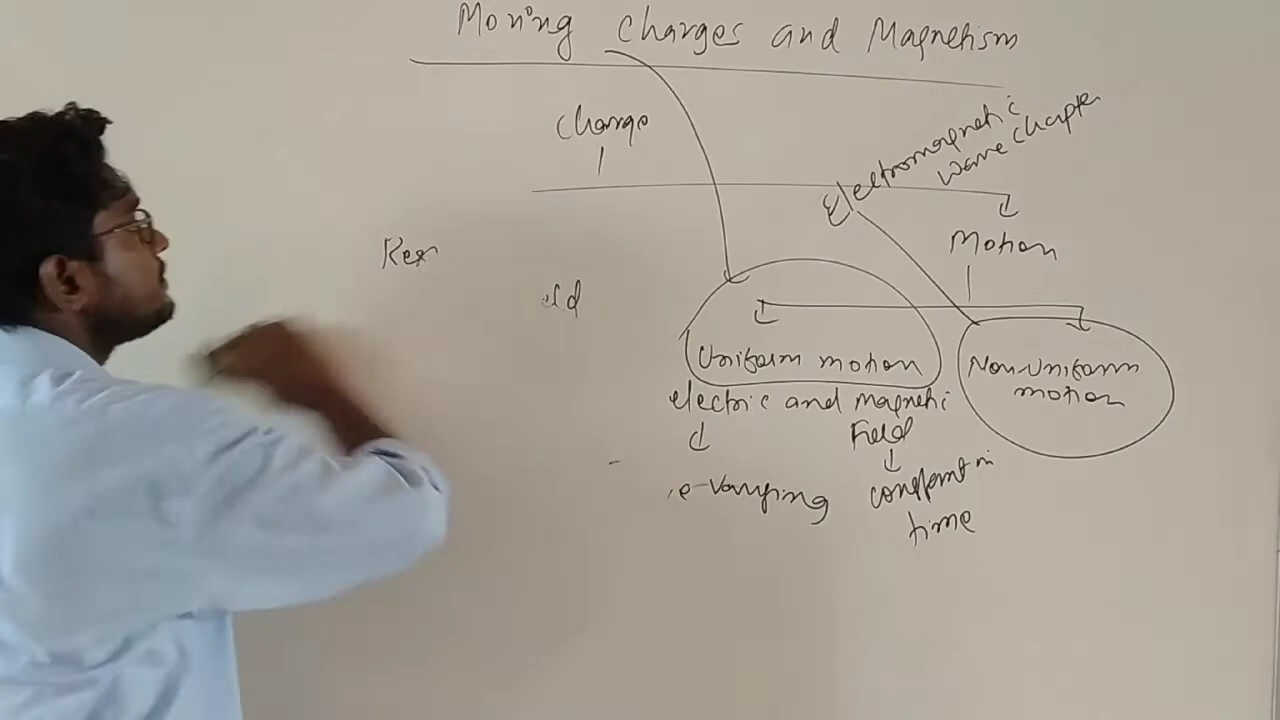 Moving Charges and Magnetism
Charge
Electromagnetic
wave chapter
Motion
Uniform motion
Non-Uniform
motion
electric and magnetic
Field
e-varying
constant in
time